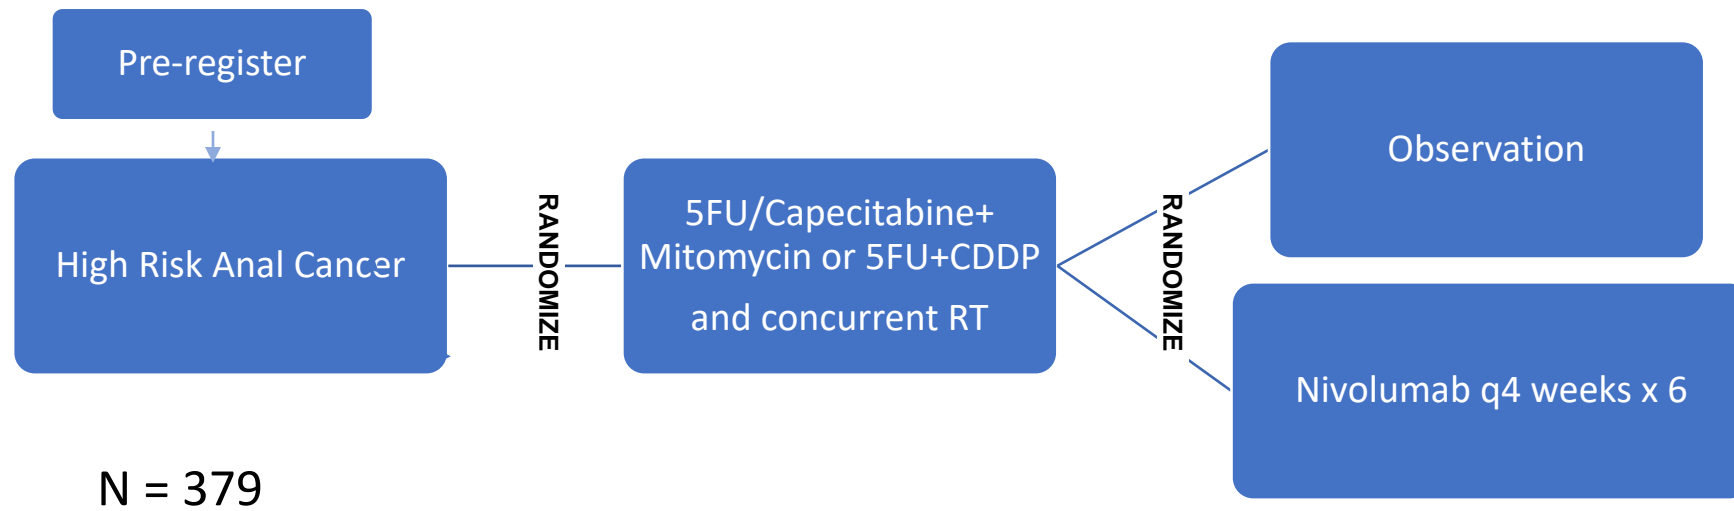 Pre-register
High Risk Anal Cancer
RANDOMIZE
5FU/Capecitabine+
Mitomycin or 5FU+CDDP
and concurrent RT
RANDOMIZE
Observation
Nivolumab q4 weeks x 6
N = 379